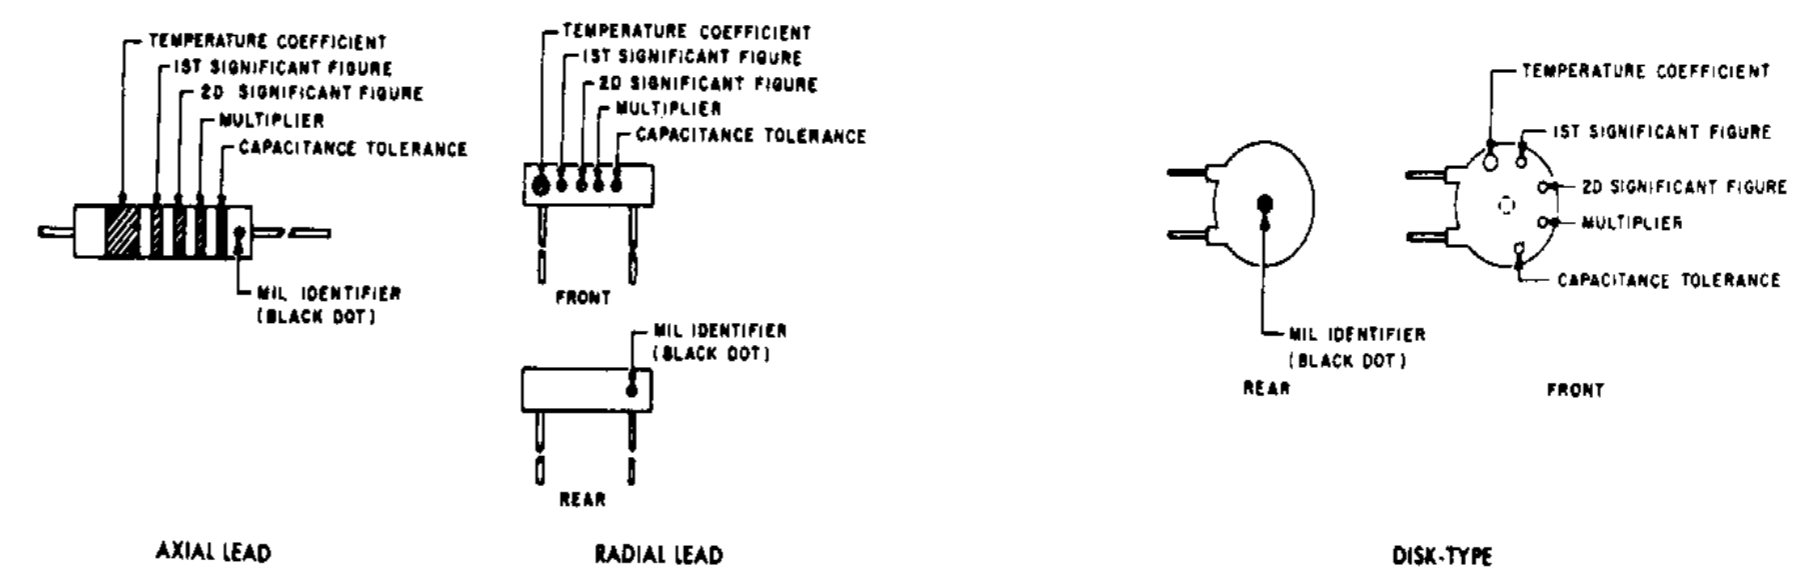 TEMPERATURE COEFFICIENT
1ST SIGNIFICANT FIGURE
2D SIGNIFICANT FIGURE
MULTIPLIER
CAPACITANCE TOLERANCE
MIL IDENTIFIER
(BLACK DOT)
AXIAL LEAD
TEMPERATURE COEFFICIENT
1ST SIGNIFICANT FIGURE
2D SIGNIFICANT FIGURE
MULTIPLIER
CAPACITANCE TOLERANCE
FRONT
MIL IDENTIFIER
(BLACK DOT)
REAR
RADIAL LEAD
MIL IDENTIFIER
(BLACK DOT)
REAR
TEMPERATURE COEFFICIENT
1ST SIGNIFICANT FIGURE
2D SIGNIFICANT FIGURE
MULTIPLIER
CAPACITANCE TOLERANCE
FRONT
DISK-TYPE